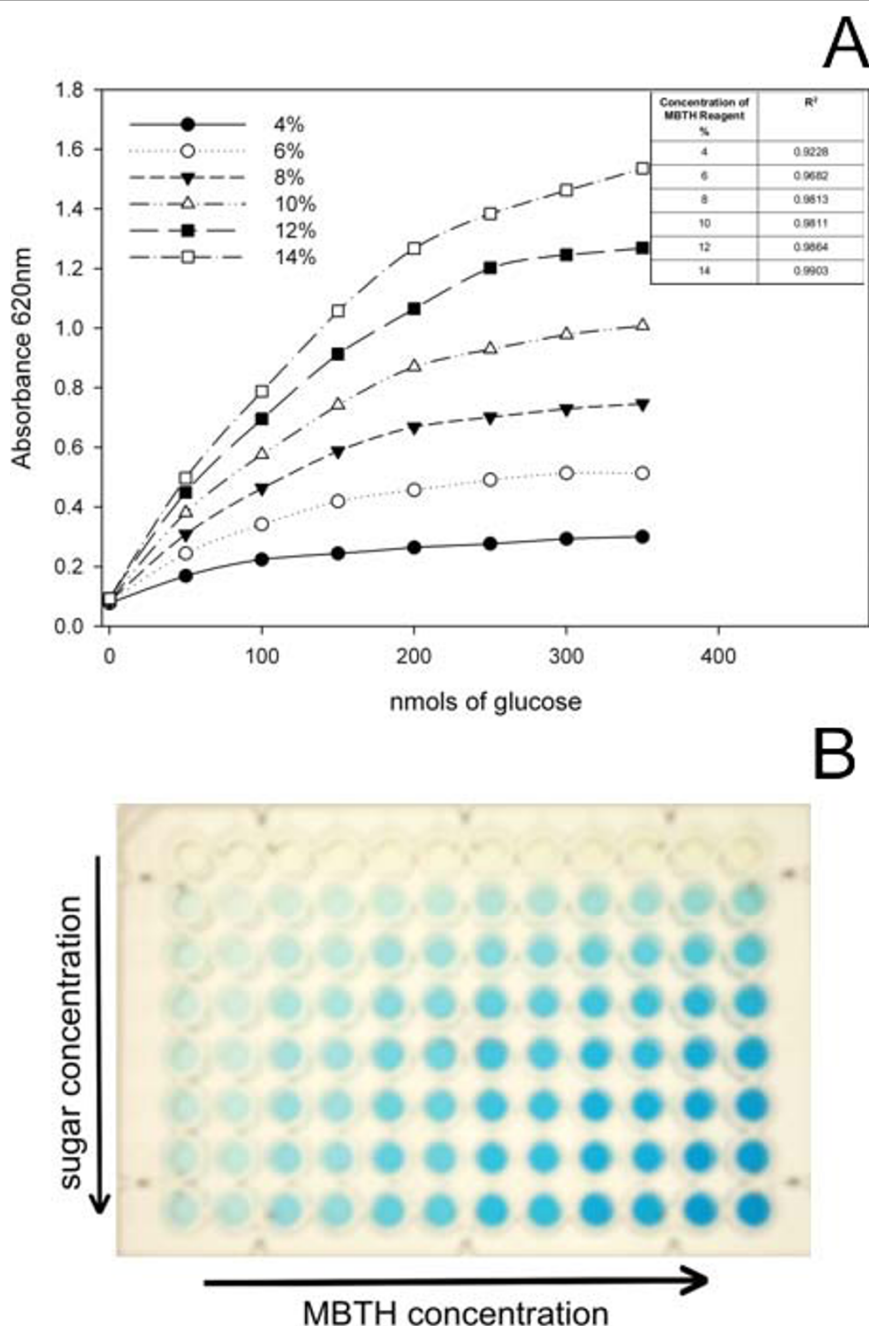 A
1.8
1.6
1.4
1.2
1.0
0.8
0.6
0.4
0.2
0.0
Absorbance 620nm
4%
6%
8%
10%
12%
14%
Concentration of
MBTH Reagent
%
R²
4 0.9228
6 0.9682
8 0.9813
10 0.9811
12 0.9864
14 0.9903
0 100 200 300 400
nmols of glucose
B
sugar concentration
MBTH concentration